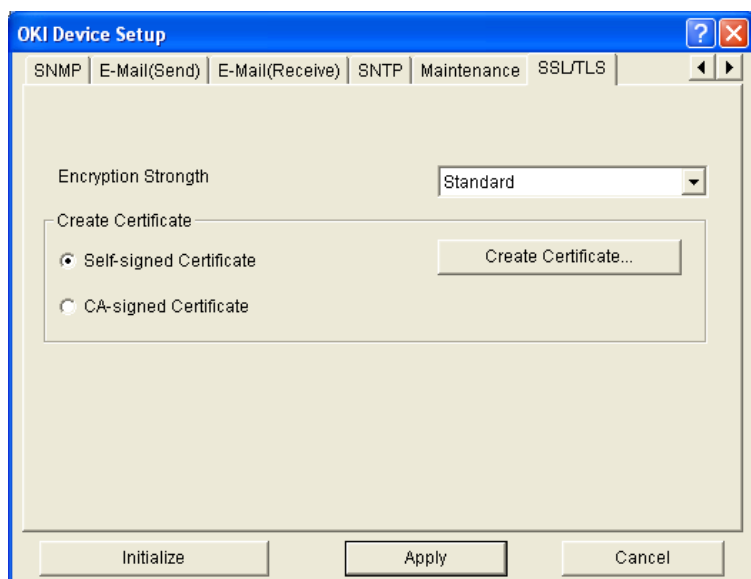 OKI Device Setup
SNMP E-Mail(Send) E-Mail(Receive) SNTP Maintenance SSL/TLS
Encryption Strength Standard
Create Certificate
Self-signed Certificate Create Certificate...
CA-signed Certificate
Initialize Apply Cancel